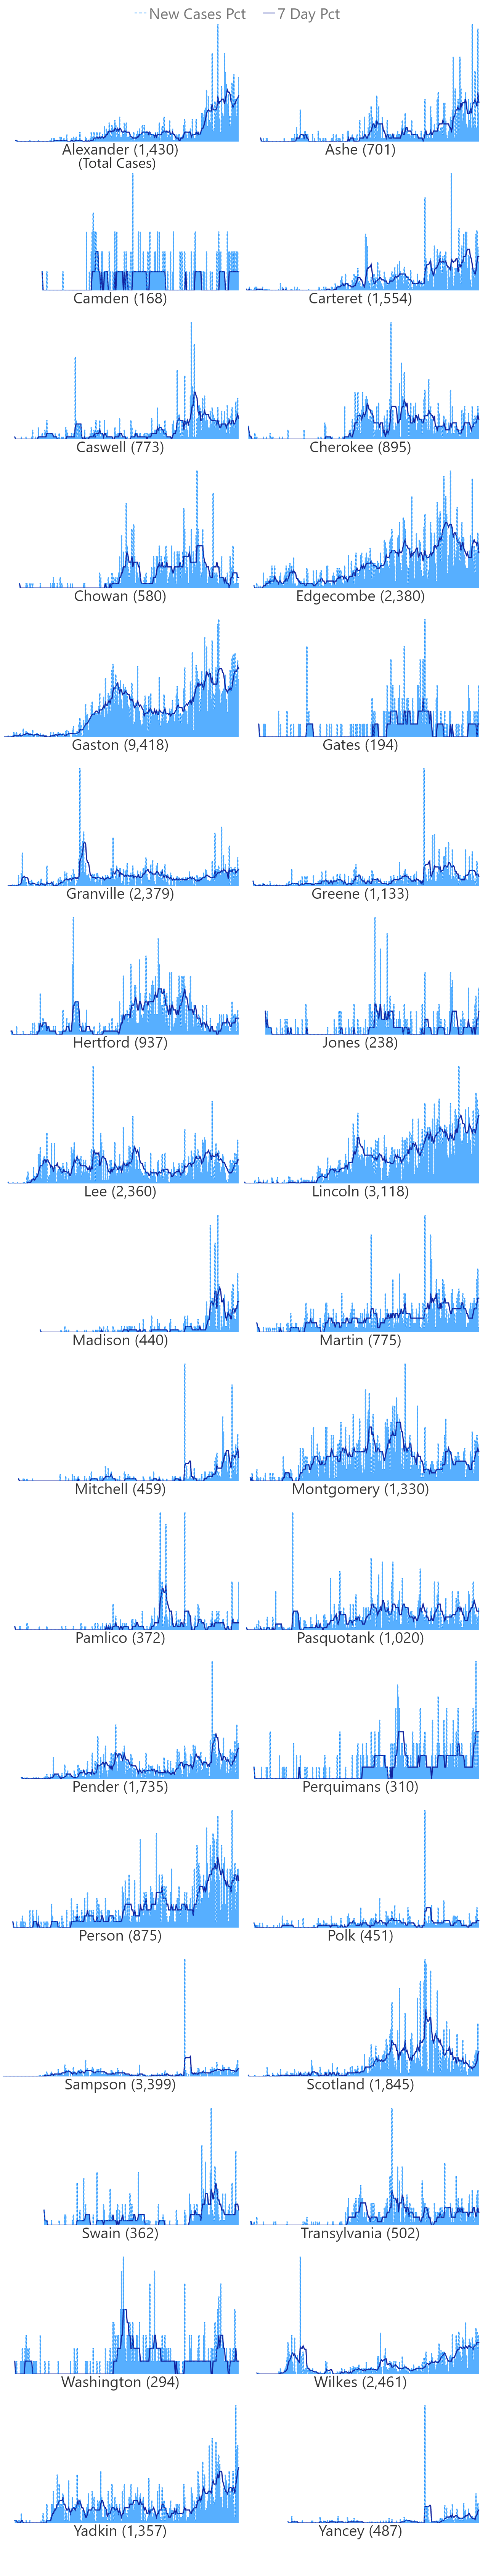 New Cases Pct 7 Day Pct
Alexander (1,430) Ashe (701)
(Total Cases)
Camden (168) Carteret (1,554)
Caswell (773) Cherokee (895)
Chowan (580) Edgecombe (2,380)
Gaston (9,418) Gates (194)
Granville (2,379) Greene (1,133)
Hertford (937) Jones (238)
Lee (2,360) Lincoln (3,118)
Madison (440) Martin (775)
Mitchell (459) Montgomery (1,330)
Pamlico (372) Pasquotank (1,020)
Pender (1,735) Perquimans (310)
Person (875) Polk (451)
Sampson (3,399) Scotland (1,845)
Swain (362) Transylvania (502)
Washington (294) Wilkes (2,461)
Yadkin (1,357) Yancey (487)